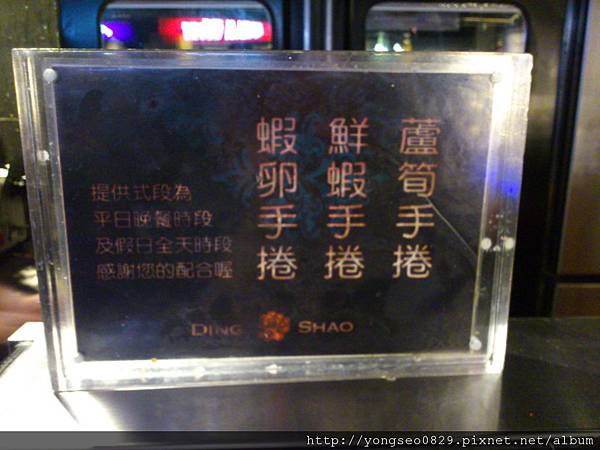 蘆筍手捲
鮮蝦手捲
蝦卵手捲
提供式段為
平日晚餐時段
及假日全天時段
感謝您的配合喔
DING SHAO
http://yongseo0829.pixnet.net/album